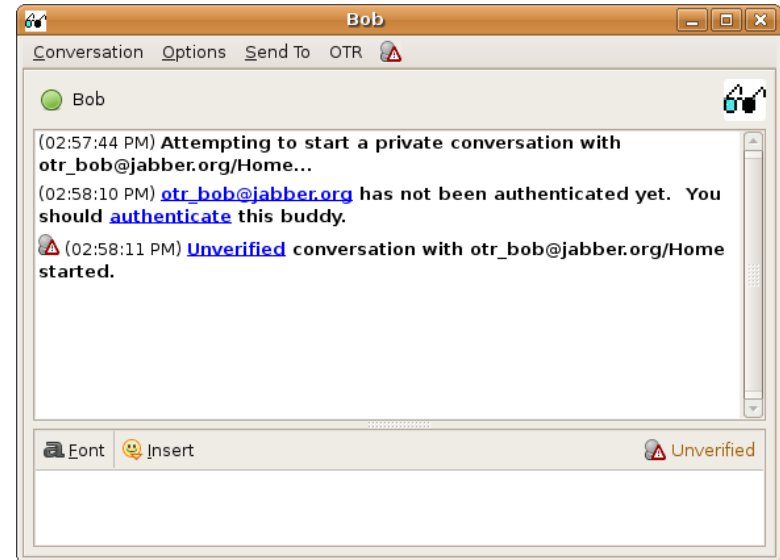 Bob
Conversation Options Send To OTR
Bob
(02:57:44 PM) Attempting to start a private conversation with
otr_bob@jabber.org/Home...
(02:58:10 PM) otr_bob@jabber.org has not been authenticated yet.  You
should authenticate this buddy.
(02:58:11 PM) Unverified conversation with otr_bob@jabber.org/Home
started.
a Font Insert Unverified